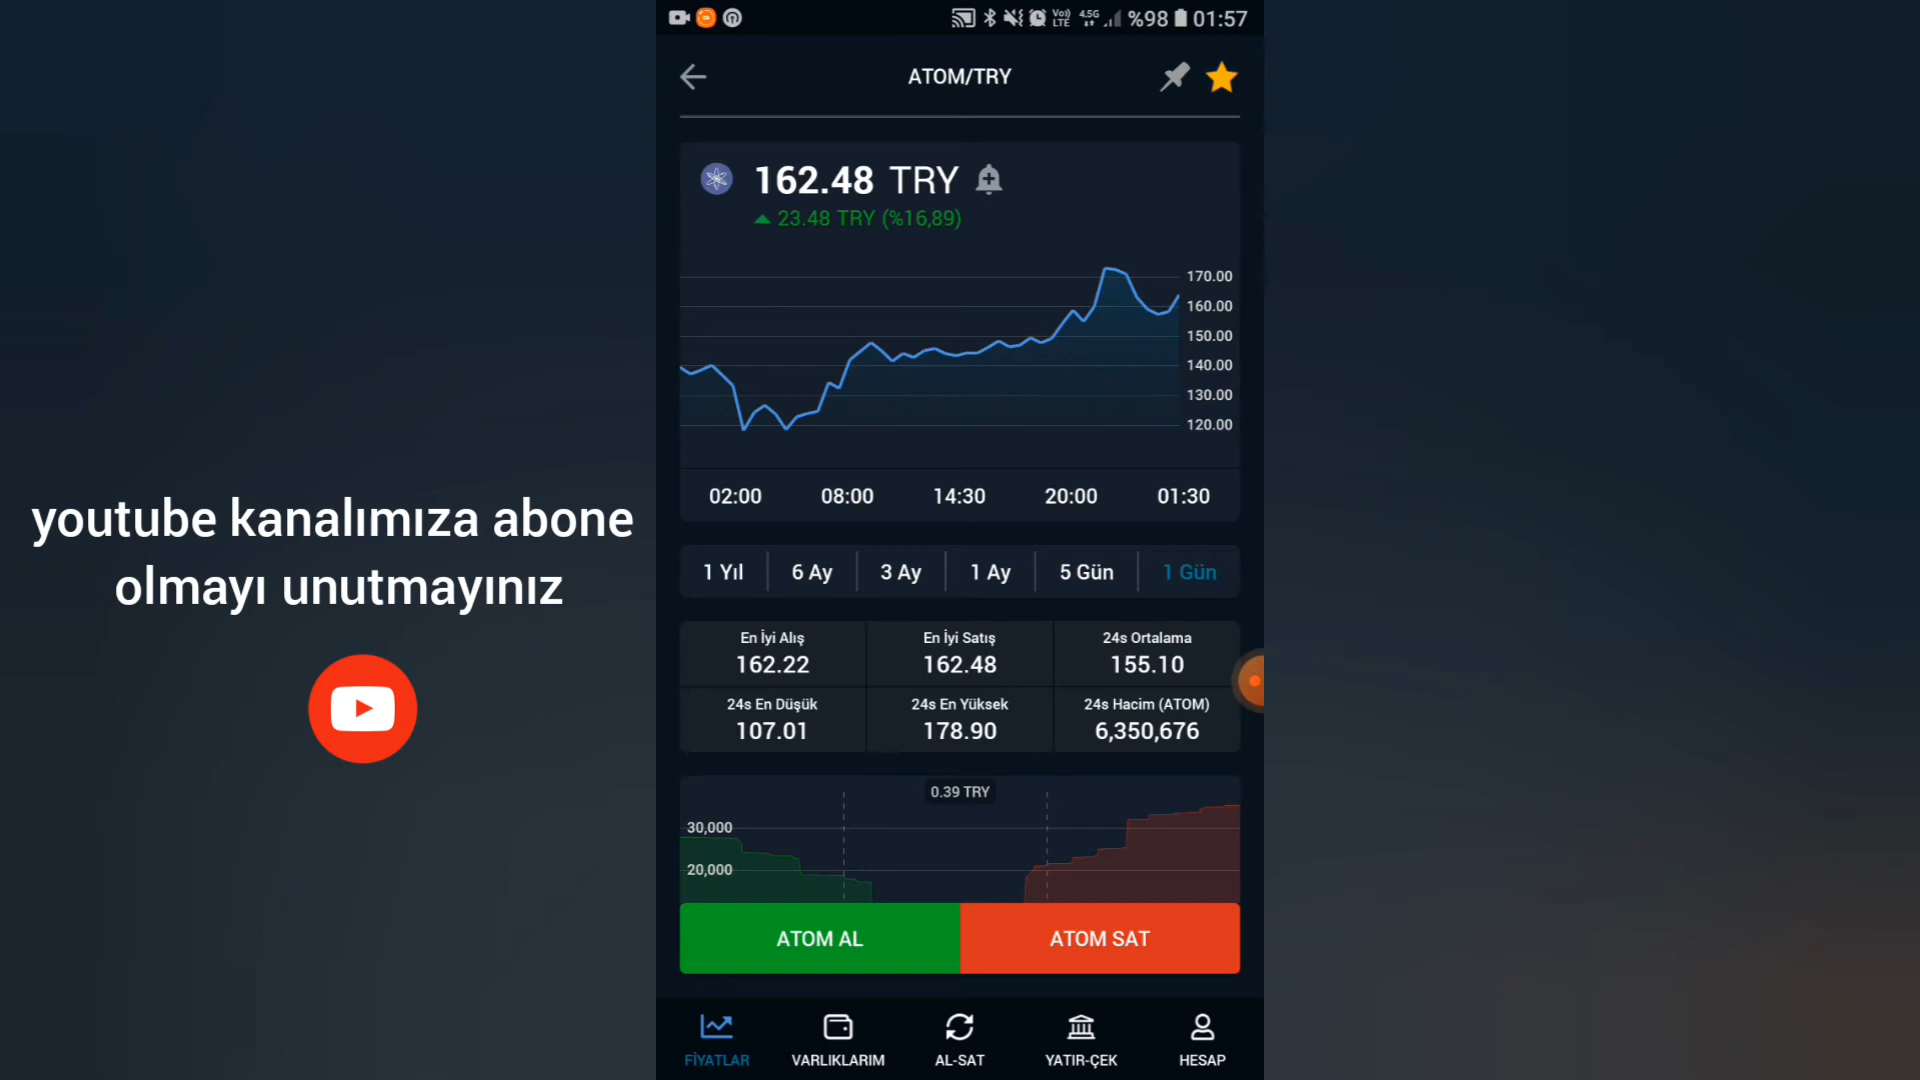 %98 01:57
Vo) LTE 4.5G
ATOM/TRY
162.48 TRY
23.48 TRY (%16,89)
170.00
160.00
150.00
140.00
130.00
120.00
02:00 08:00 14:30 20:00 01:30
1 Yıl 6 Ay 3 Ay 1 Ay 5 Gün 1 Gün
En İyi Alış En İyi Satış 24s Ortalama
162.22 162.48 155.10
24s En Düşük 24s En Yüksek 24s Hacim (ATOM)
107.01 178.90 6,350,676
0.39 TRY
30,000
20,000
ATOM AL ATOM SAT
FİYATLAR VARLIKLARIM AL-SAT YATIR-ÇEK HESAP
youtube kanalımıza abone
olmayı unutmayınız